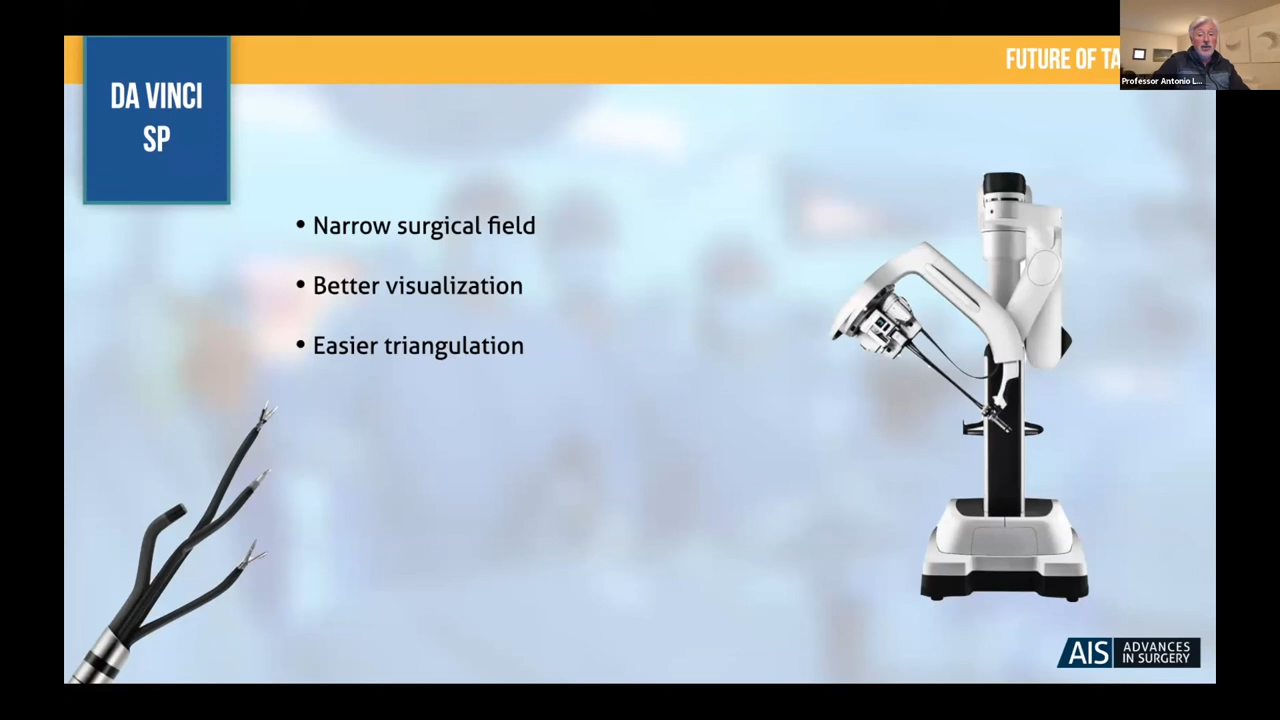 DA VINCI
SP
FUTURE OF TA
Professor Antonio L...
• Narrow surgical field
• Better visualization
• Easier triangulation
AIS ADVANCES
IN SURGERY